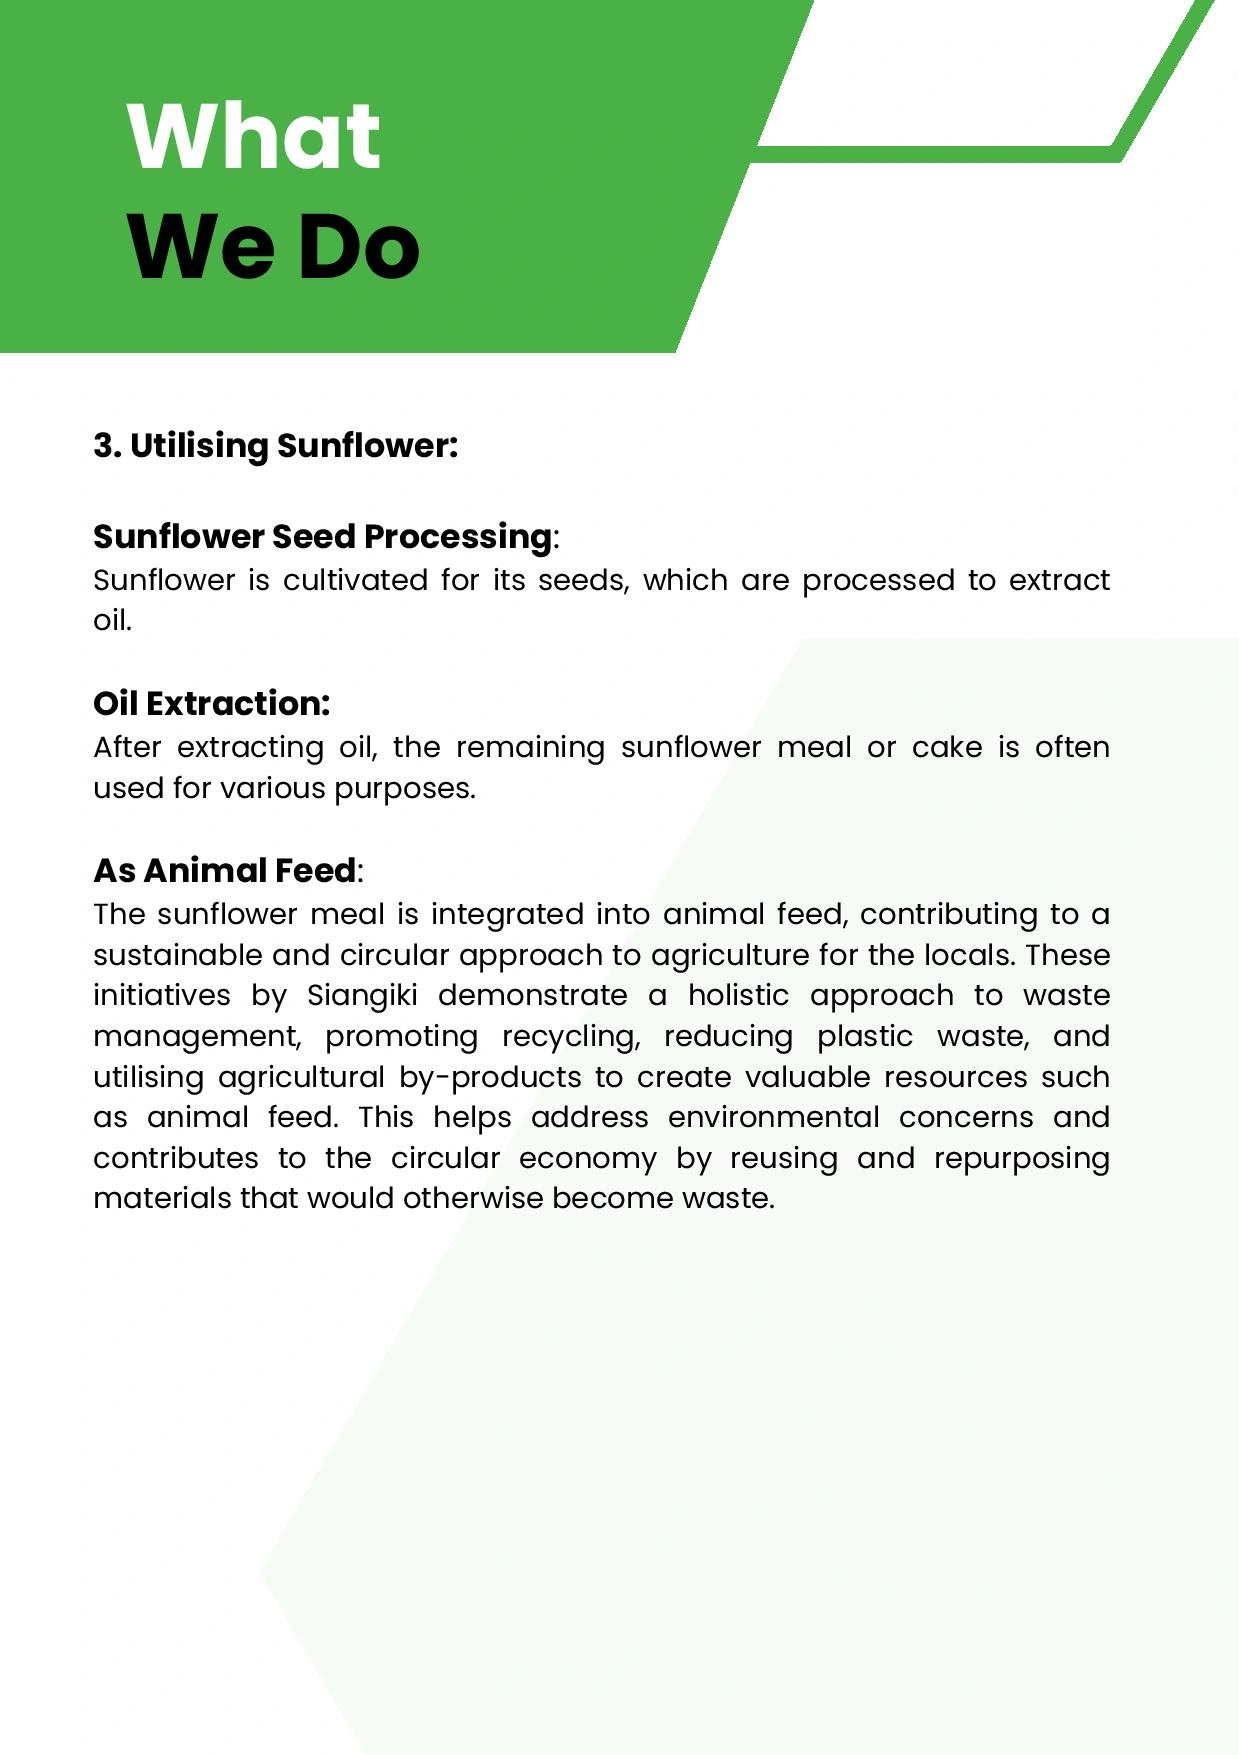 What
We Do
3. Utilising Sunflower:
Sunflower Seed Processing:
Sunflower is cultivated for its seeds, which are processed to extract
oil.
Oil Extraction:
After extracting oil, the remaining sunflower meal or cake is often
used for various purposes.
As Animal Feed:
The sunflower meal is integrated into animal feed, contributing to a
sustainable and circular approach to agriculture for the locals. These
initiatives by Siangiki demonstrate a holistic approach to waste
management, promoting recycling, reducing plastic waste, and
utilising agricultural by-products to create valuable resources such
as animal feed. This helps address environmental concerns and
contributes to the circular economy by reusing and repurposing
materials that would otherwise become waste.